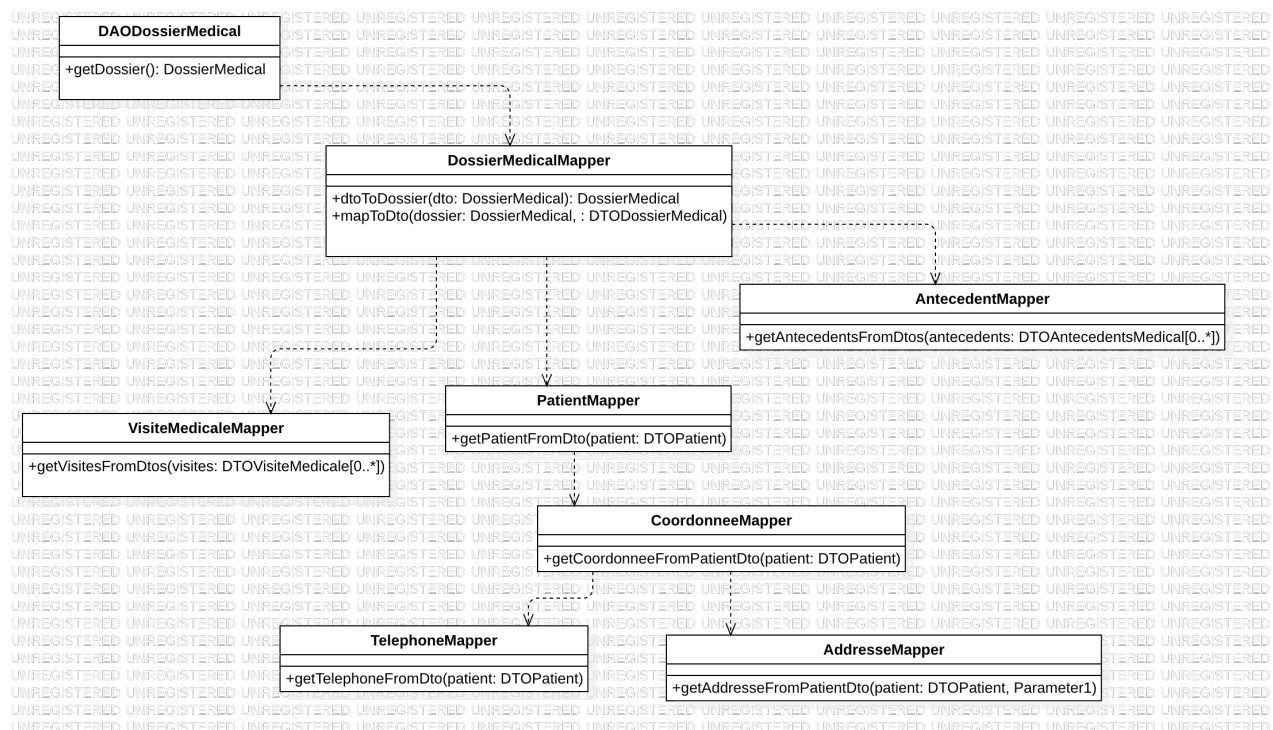 DAODossierMedical
+getDossier(): DossierMedical
DossierMedicalMapper
+dtoToDossier(dto: DossierMedical): DossierMedical
+mapToDto(dossier: DossierMedical, : DTODossierMedical)
AntecedentMapper
+getAntecedentsFromDtos(antecedents: DTOAntecedentsMedical[0..*])
PatientMapper
+getPatientFromDto(patient: DTOPatient)
VisiteMedicaleMapper
+getVisitesFromDtos(visites: DTOVisiteMedicale[0..*])
CoordonneeMapper
+getCoordonneeFromPatientDto(patient: DTOPatient)
TelephoneMapper
+getTelephoneFromDto(patient: DTOPatient)
AddresseMapper
+getAddresseFromPatientDto(patient: DTOPatient, Parameter1)
UNREGISTERED